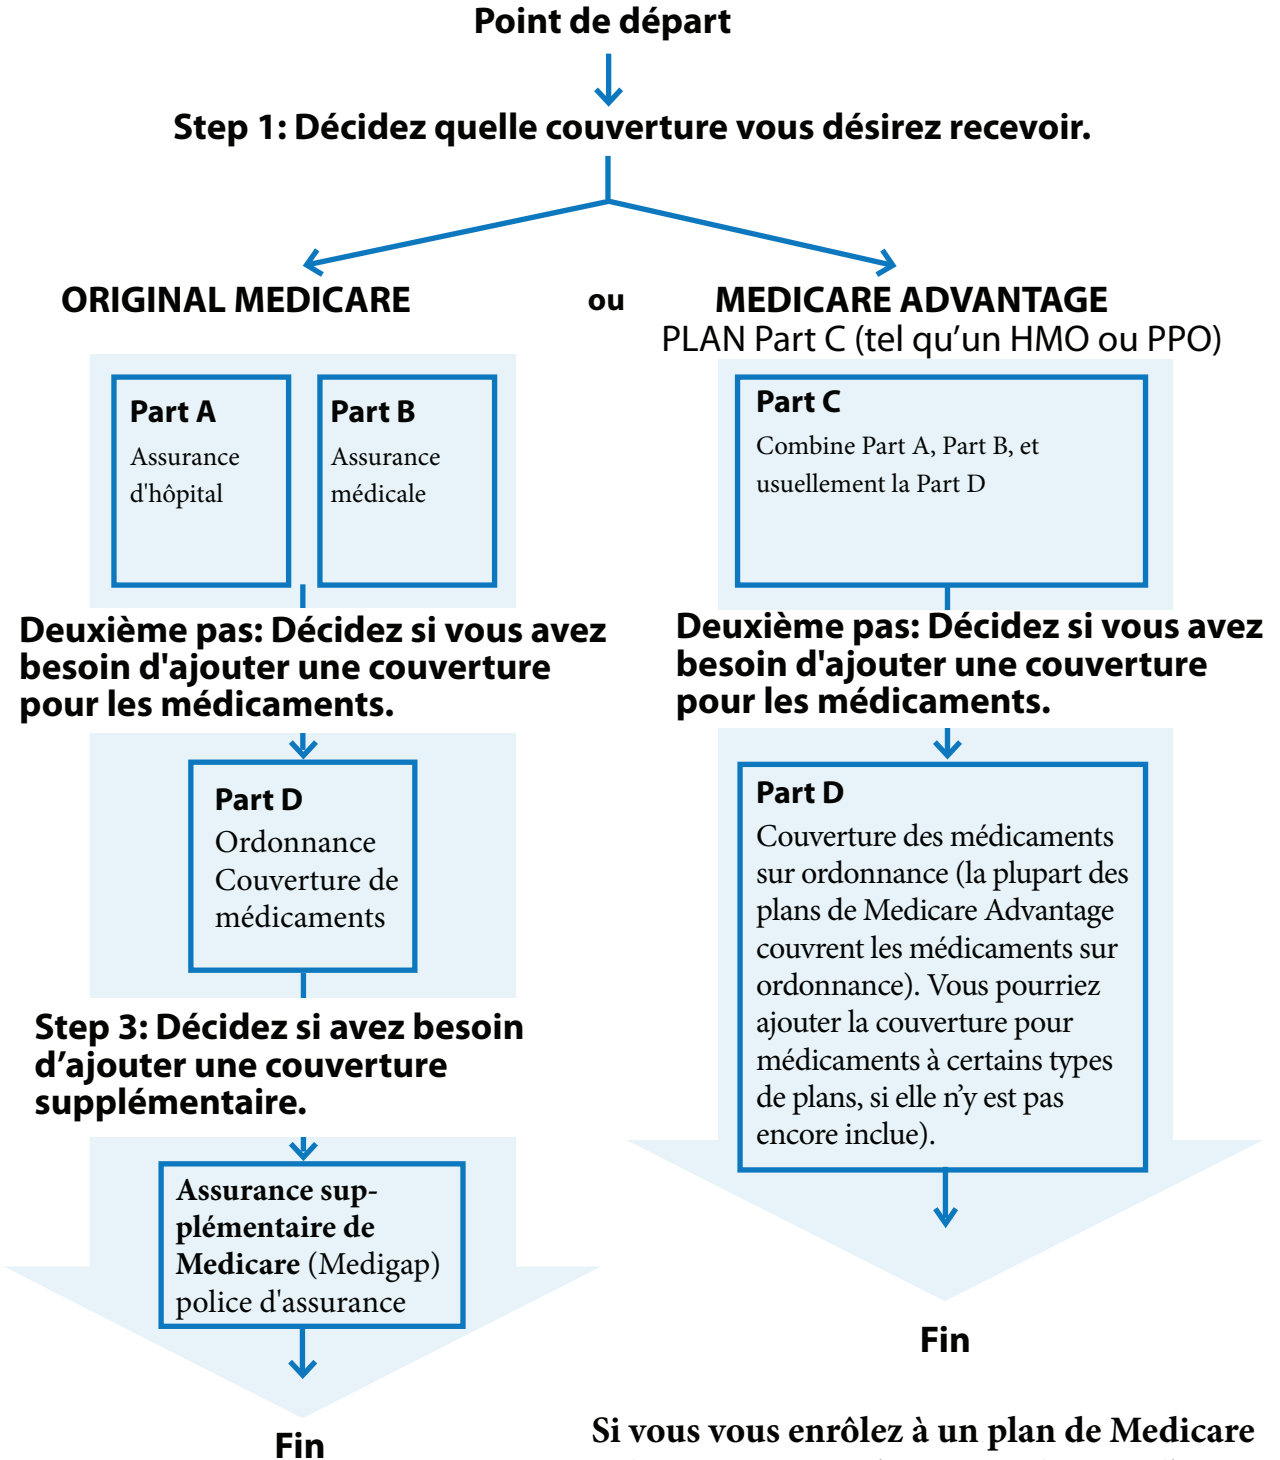 Point de départ
Step 1: Décidez quelle couverture vous désirez recevoir.
ORIGINAL MEDICARE
ou
MEDICARE ADVANTAGE
PLAN Part C (tel qu’un HMO ou PPO)
Part A
Assurance
d'hôpital
Part B
Assurance
médicale
Part C
Combine Part A, Part B, et
usuellement la Part D
Deuxième pas: Décidez si vous avez
besoin d'ajouter une couverture
pour les médicaments.
Deuxième pas: Décidez si vous avez
besoin d'ajouter une couverture
pour les médicaments.
Part D
Ordonnance
Couverture de
médicaments
Part D
Couverture des médicaments
sur ordonnance (la plupart des
plans de Medicare Advantage
couvrent les médicaments sur
ordonnance). Vous pourriez
ajouter la couverture pour
médicaments à certains types
de plans, si elle n’y est pas
encore inclue).
Step 3: Décidez si avez besoin
d’ajouter une couverture
supplémentaire.
Assurance sup-
plémentaire de
Medicare (Medigap)
police d'assurance
Fin
Fin
Si vous vous enrôlez à un plan de Medicare